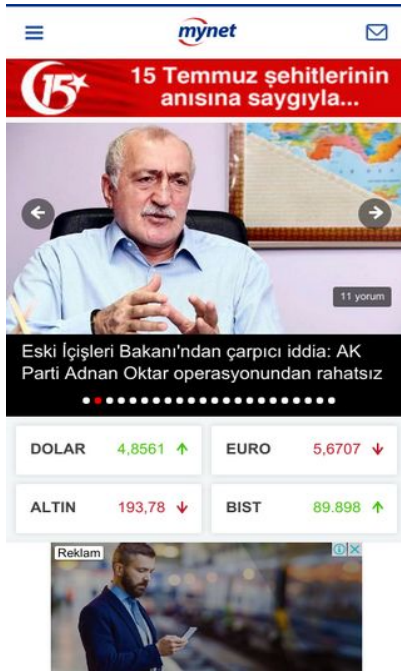 mynet
15 Temmuz şehitlerinin
15
anısına saygıyla...
11 yorum
Eski İçişleri Bakanı'ndan çarpıcı iddia: AK
Parti Adnan Oktar operasyonundan rahatsız
DOLAR 4,8561 EURO 5,6707
ALTIN 193,78 BIST 89.898
Reklam